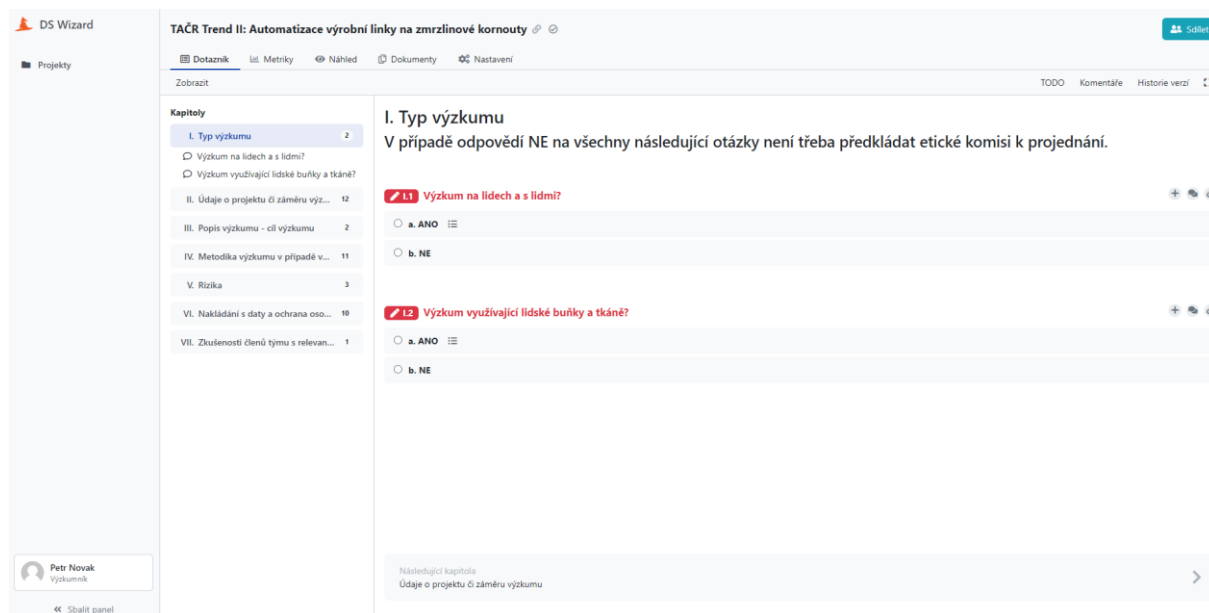 DS Wizard
Projekty
Petr Novak
Výzkumník
Sbalit panel
TAČR Trend II: Automatizace výrobní linky na zmrzlinové kornouty
Sdílet
Dotazník Metriky Náhled Dokumenty Nastavení
Zobrazit TODO Komentáře Historie verzí
Kapitoly
I. Typ výzkumu 2
Výzkum na lidech a s lidmi?
Výzkum využívající lidské buňky a tkáně?
II. Údaje o projektu či záměru výz... 12
III. Popis výzkumu - cíl výzkumu 2
IV. Metodika výzkumu v případě v... 11
V. Rizika 3
VI. Nakládání s daty a ochrana oso... 10
VII. Zkušenosti členů týmu s relevan... 1
I. Typ výzkumu
V případě odpovědí NE na všechny následující otázky není třeba předkládat etické komisi k projednání.
I.1 Výzkum na lidech a s lidmi?
a. ANO
b. NE
I.2 Výzkum využívající lidské buňky a tkáně?
a. ANO
b. NE
Následující kapitola
Údaje o projektu či záměru výzkumu